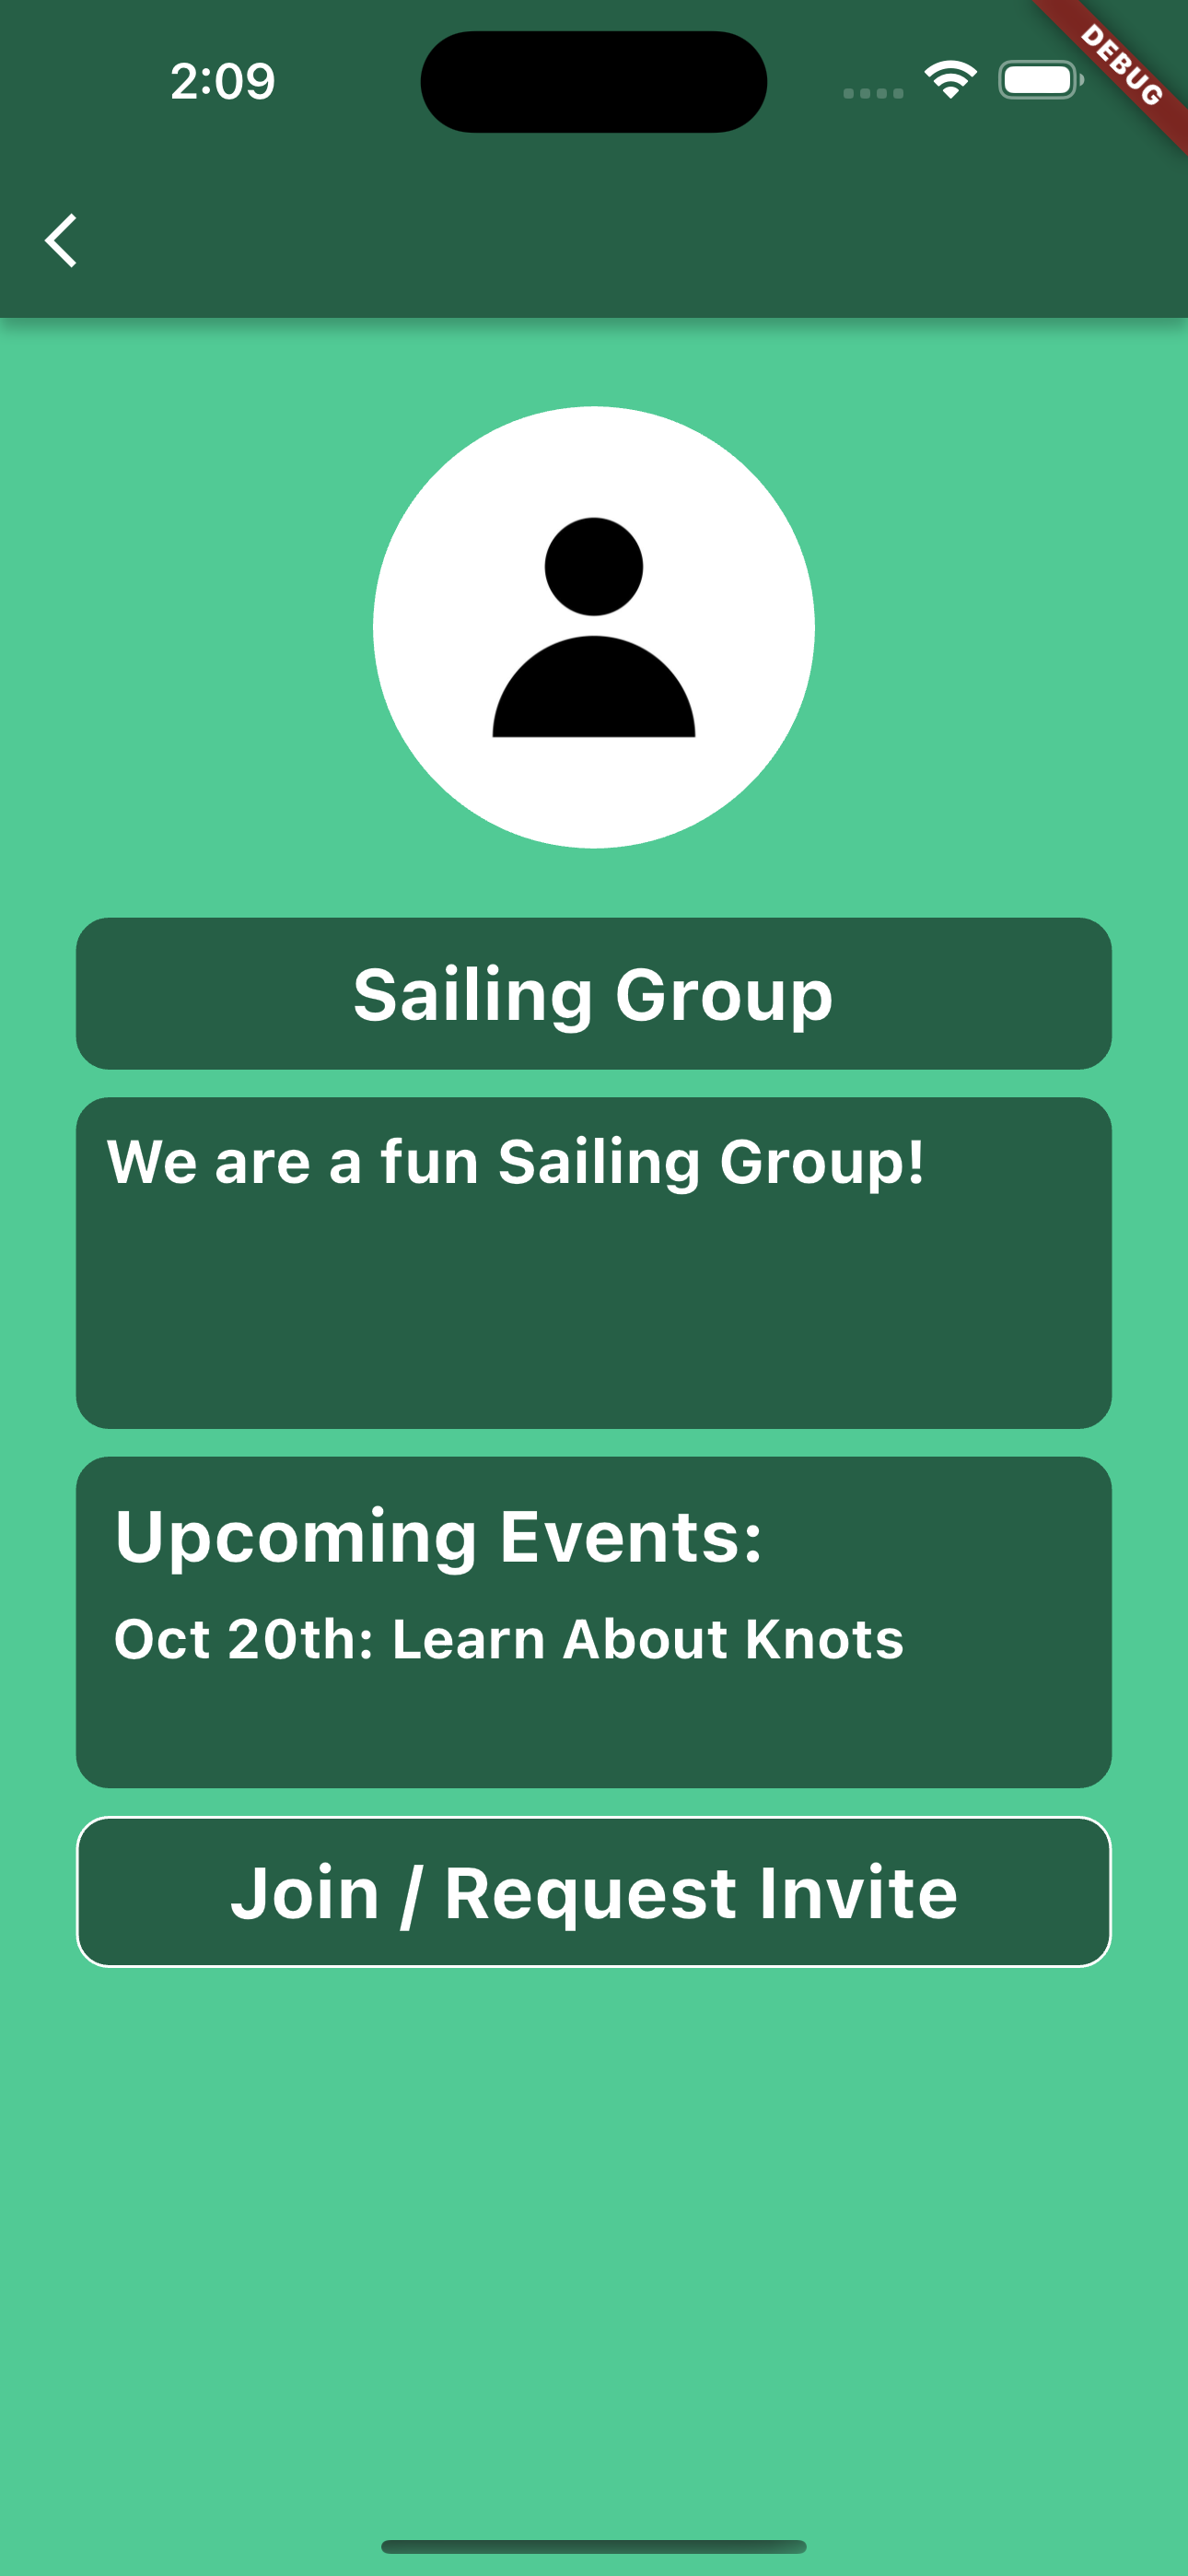 2:09
DEBUG
Sailing Group
We are a fun Sailing Group!
Upcoming Events:
Oct 20th: Learn About Knots
Join / Request Invite